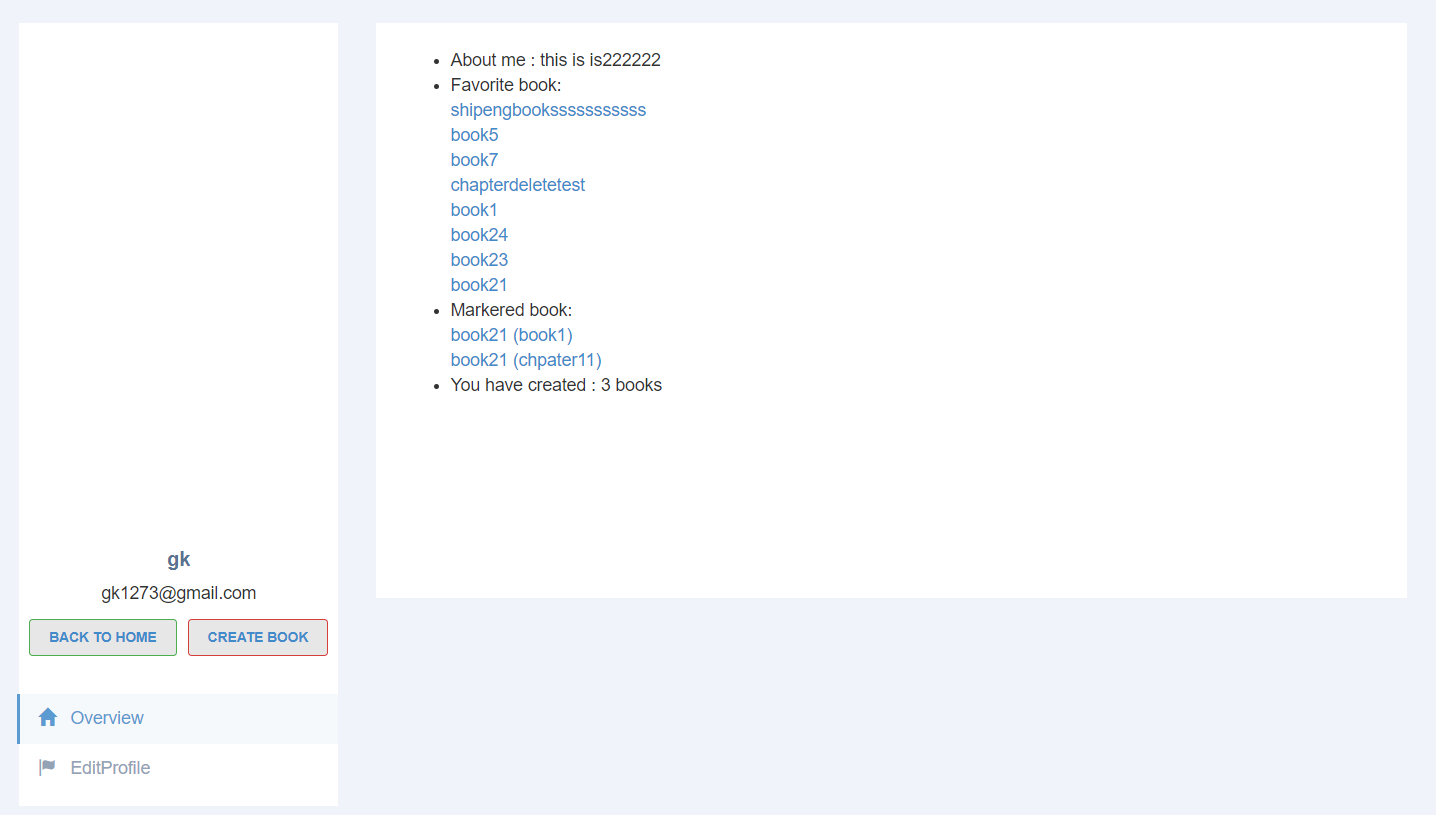 About me : this is is222222
Favorite book:
shipengbooksssssssssss
book5
book7
chapterdeletetest
book1
book24
book23
book21
Markered book:
book21 (book1)
book21 (chpater11)
You have created : 3 books
gk
gk1273@gmail.com
BACK TO HOME CREATE BOOK
Overview
EditProfile